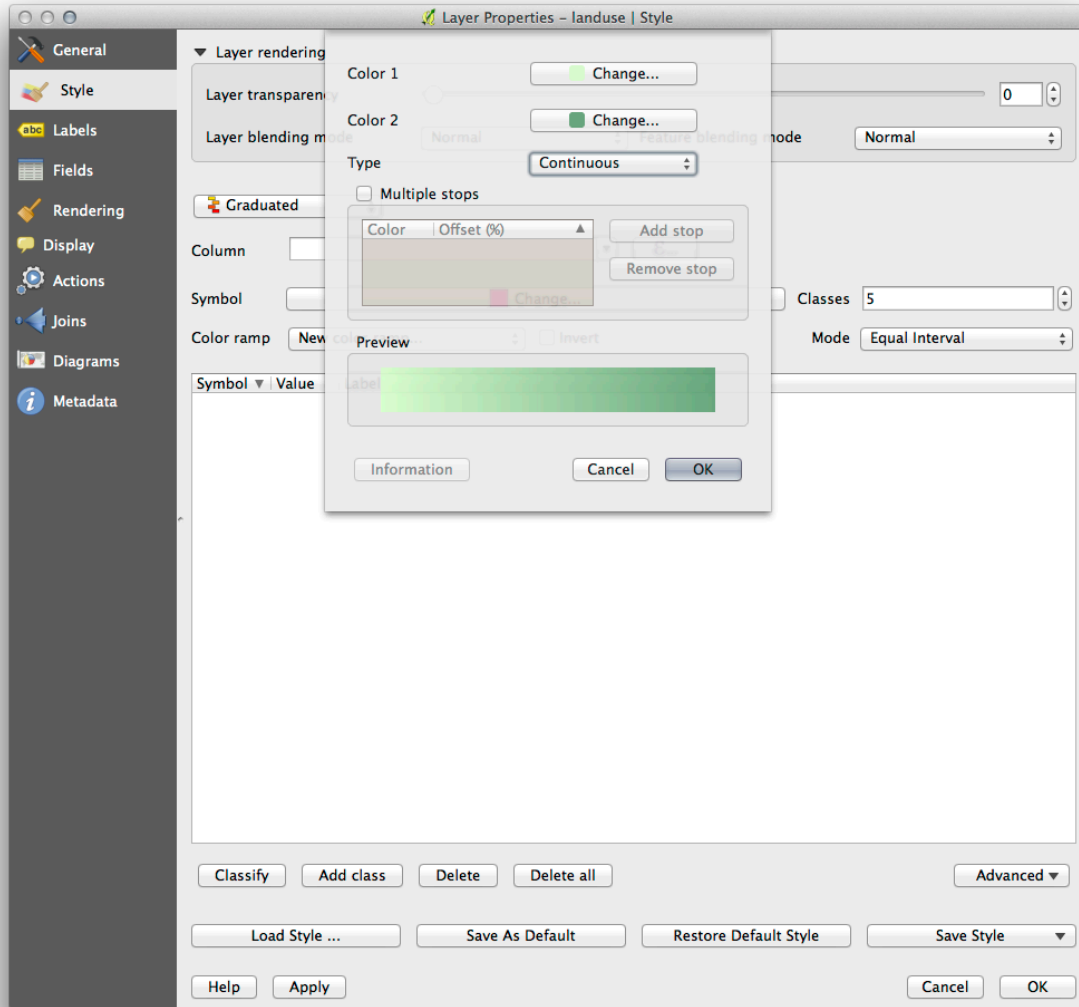 Layer Properties – landuse | Style
General
Style
abc Labels
Fields
Rendering
Display
Actions
Joins
Diagrams
Metadata
Layer rendering
Layer transparency 0
Layer blending mode Normal Feature blending mode Normal
Graduated
Column
Symbol Change... Classes 5
Color ramp New color ramp... Invert Mode Equal Interval
Symbol Value Label
Color 1 Change...
Color 2 Change...
Type Continuous
Multiple stops
Color Offset (%) Add stop
Remove stop
Preview
Information Cancel OK
Classify Add class Delete Delete all Advanced
Load Style ... Save As Default Restore Default Style Save Style
Help Apply Cancel OK